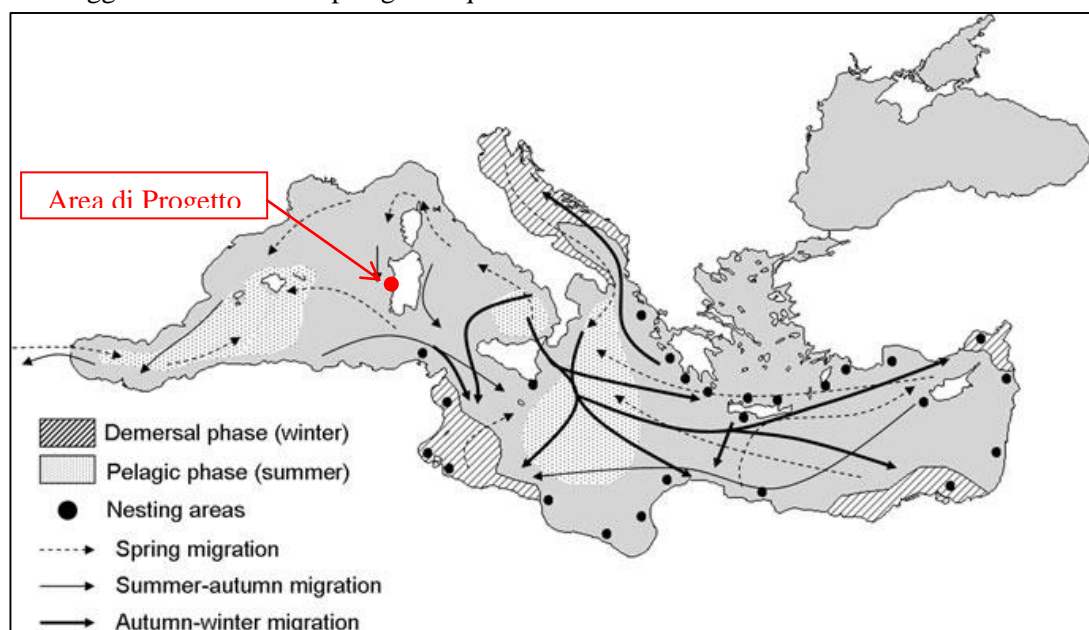 Area di Progetto
Demersal phase (winter)
Pelagic phase (summer)
Nesting areas
Spring migration
Summer-autumn migration
Autumn-winter migration